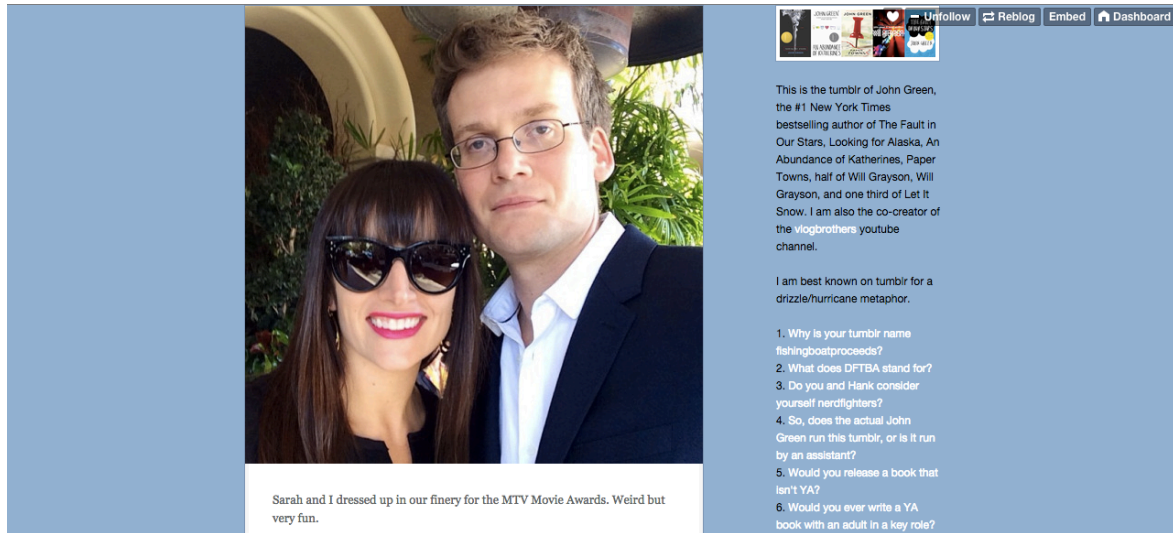 Unfollow Reblog Embed Dashboard
This is the tumblr of John Green,
the #1 New York Times
bestselling author of The Fault in
Our Stars, Looking for Alaska, An
Abundance of Katherines, Paper
Towns, half of Will Grayson, Will
Grayson, and one third of Let It
Snow. I am also the co-creator of
the vlogbrothers youtube
channel.
I am best known on tumblr for a
drizzle/hurricane metaphor.
1. Why is your tumblr name
fishingboatproceeds?
2. What does DFTBA stand for?
3. Do you and Hank consider
yourself nerdfighters?
4. So, does the actual John
Green run this tumblr, or is it run
by an assistant?
5. Would you release a book that
isn't YA?
6. Would you ever write a YA
book with an adult in a key role?
Sarah and I dressed up in our finery for the MTV Movie Awards. Weird but
very fun.